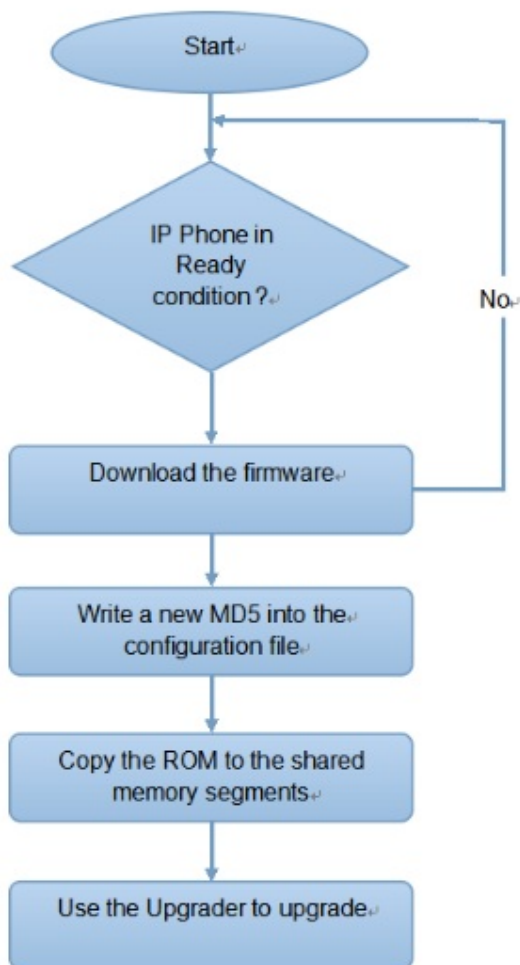 Start
IP Phone in
Ready
condition ?
No
Download the firmware
Write a new MD5 into the
configuration file
Copy the ROM to the shared
memory segments
Use the Upgrader to upgrade